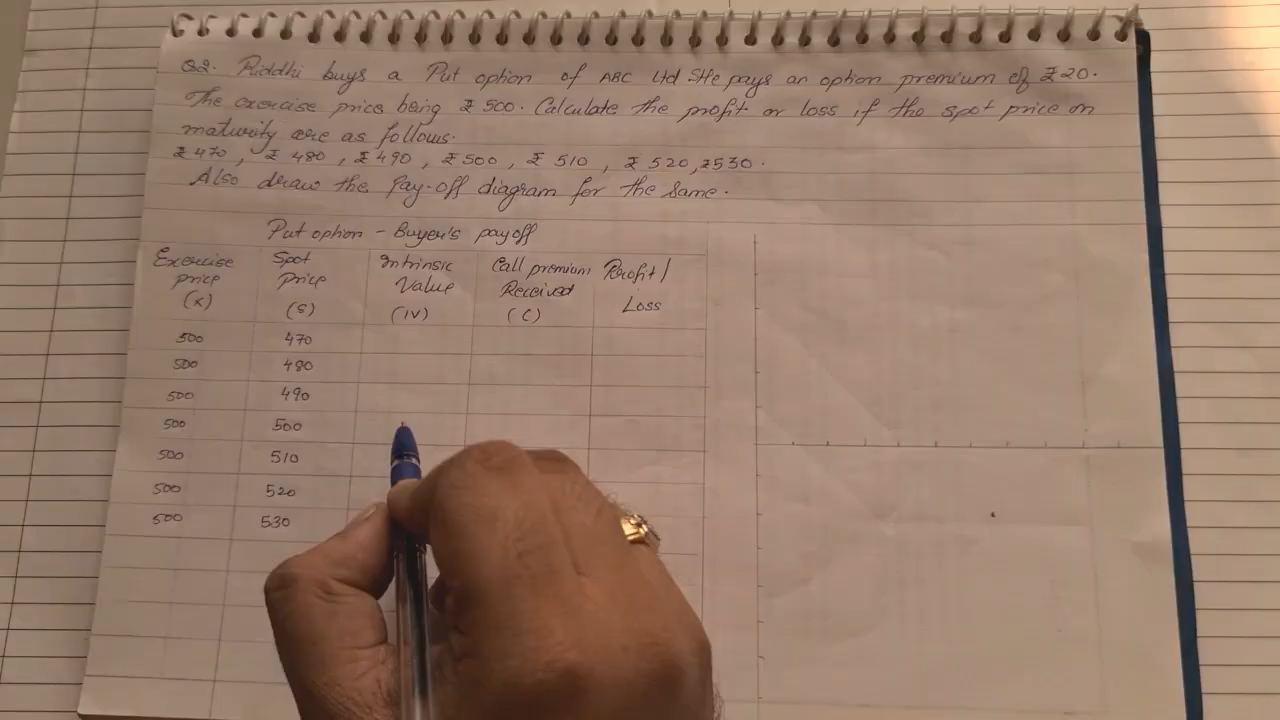 Q2. Riddhi buys a Put option of ABC Ltd. She pays an option premium of ₹20.
The exercise price being ₹500. Calculate the profit or loss if the spot price on
maturity are as follows.
₹470, ₹480, ₹490, ₹500, ₹510, ₹520, ₹530.
Also draw the Pay-off diagram for the same.
Put option - Buyer's payoff
Exercise price (X) Spot Price (S) Intrinsic Value (IV) Call premium Received (C) Profit/ Loss
500 470
500 480
500 490
500 500
500 510
500 520
500 530